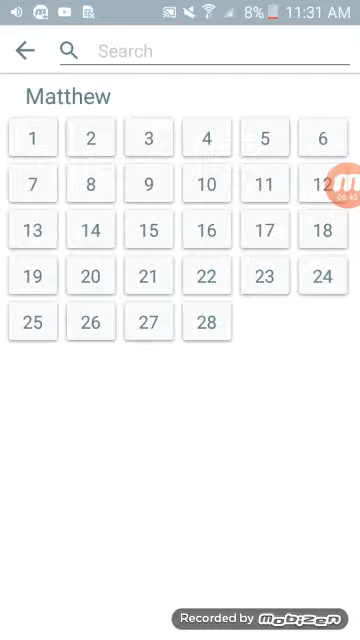 8% 11:31 AM
Search
Matthew
1 2 3 4 5 6
7 8 9 10 11 12
13 14 15 16 17 18
19 20 21 22 23 24
25 26 27 28
Recorded by mobizen